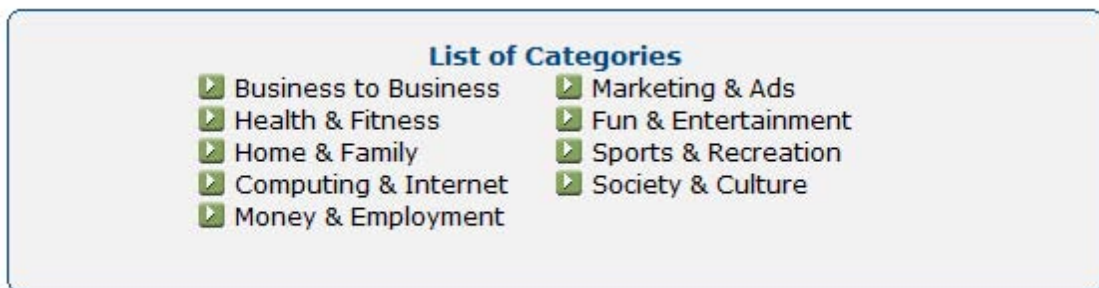 List of Categories
Business to Business
Health & Fitness
Home & Family
Computing & Internet
Money & Employment
Marketing & Ads
Fun & Entertainment
Sports & Recreation
Society & Culture